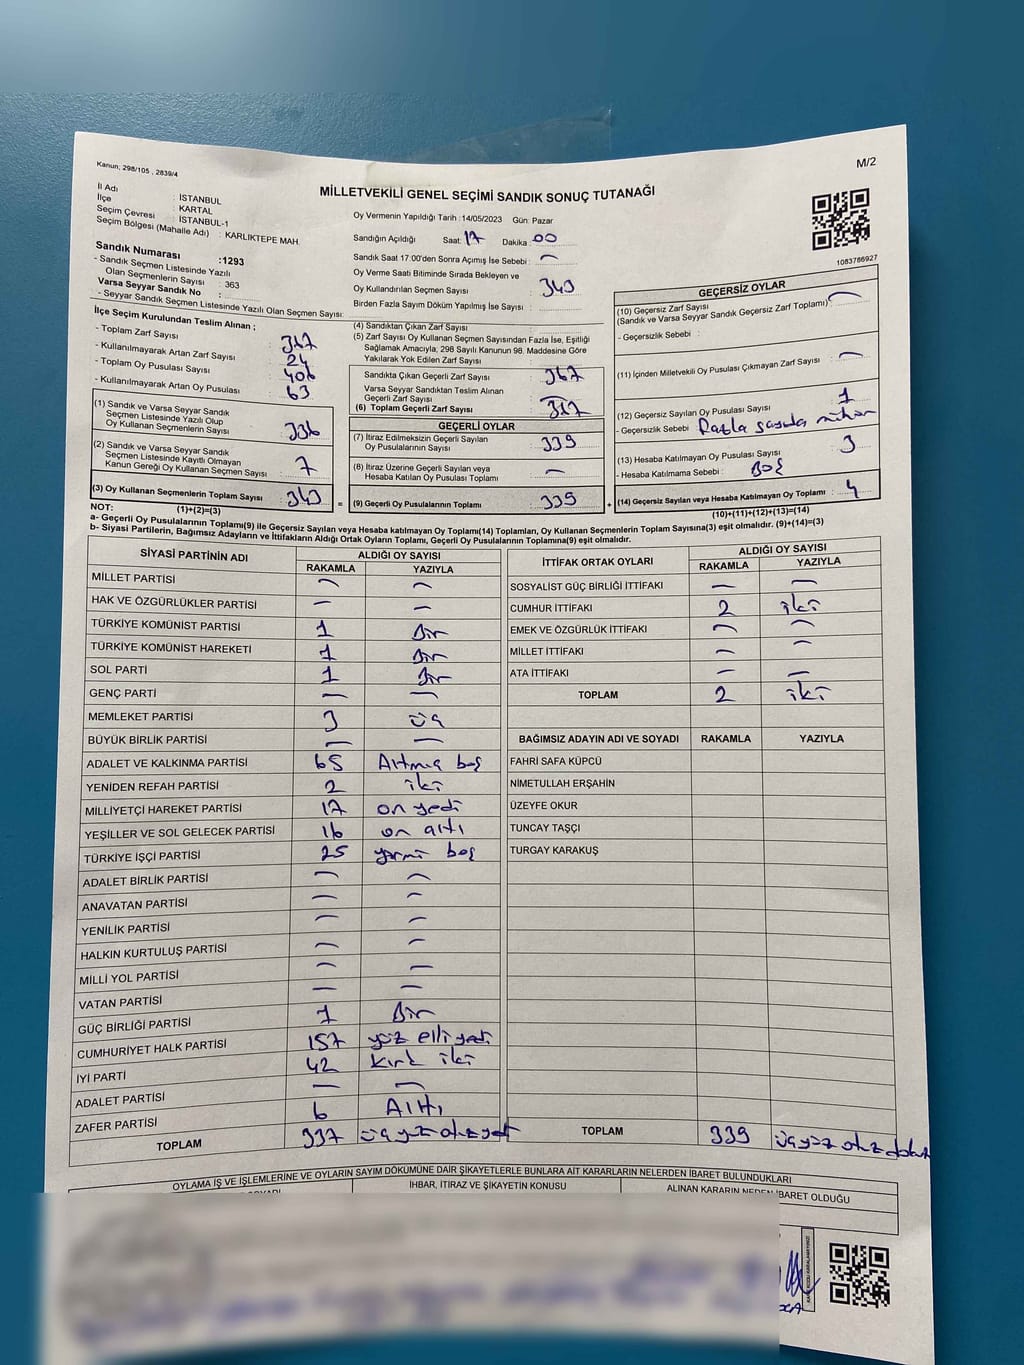 Kanun; 298/105 , 2839/4
M/2
MİLLETVEKİLİ GENEL SEÇİMİ SANDIK SONUÇ TUTANAĞI
İl Adı : İSTANBUL
İlçe : KARTAL
Seçim Çevresi : İSTANBUL-1
Seçim Bölgesi (Mahalle Adı) : KARLIKTEPE MAH.
Sandık Numarası :1293
- Sandık Seçmen Listesinde Yazılı
Olan Seçmenlerin Sayısı : 363
Varsa Seyyar Sandık No :
- Seyyar Sandık Seçmen Listesinde Yazılı Olan Seçmen Sayısı:
Oy Vermenin Yapıldığı Tarih :14/05/2023 Gün: Pazar
Sandığın Açıldığı Saat: 17 Dakika : 00
Sandık Saat 17.00'den Sonra Açımış İse Sebebi : —
Oy Verme Saati Bitiminde Sırada Bekleyen ve
Oy Kullandırılan Seçmen Sayısı : 343
Birden Fazla Sayım Döküm Yapılmış İse Sayısı :
1083786927
İlçe Seçim Kurulundan Teslim Alınan ;
- Toplam Zarf Sayısı :
- Kullanılmayarak Artan Zarf Sayısı : 24
- Toplam Oy Pusulası Sayısı : 406
- Kullanılmayarak Artan Oy Pusulası : 63
(1) Sandık ve Varsa Seyyar Sandık
Seçmen Listesinde Yazılı Olup
Oy Kullanan Seçmenlerin Sayısı : 336
(2) Sandık ve Varsa Seyyar Sandık
Seçmen Listesinde Kayıtlı Olmayan
Kanun Gereği Oy Kullanan Seçmen Sayısı : 7
(3) Oy Kullanan Seçmenlerin Toplam Sayısı : 343
(1)+(2)=(3)
(4) Sandıktan Çıkan Zarf Sayısı :
(5) Zarf Sayısı Oy Kullanan Seçmen Sayısından Fazla İse, Eşitliği
Sağlamak Amacıyla, 298 Sayılı Kanunun 98. Maddesine Göre
Yakılarak Yok Edilen Zarf Sayısı :
Sandıkta Çıkan Geçerli Zarf Sayısı :
Varsa Seyyar Sandıktan Teslim Alınan
Geçerli Zarf Sayısı : —
(6) Toplam Geçerli Zarf Sayısı :
GEÇERLİ OYLAR
(7) İtiraz Edilmeksizin Geçerli Sayılan
Oy Pusulalarının Sayısı : 339
(8) İtiraz Üzerine Geçerli Sayılan veya
Hesaba Katılan Oy Pusulası Toplamı : —
= (9) Geçerli Oy Pusulalarının Toplamı : 339 +
GEÇERSİZ OYLAR
(10) Geçersiz Zarf Sayısı
(Sandık ve Varsa Seyyar Sandık Geçersiz Zarf Toplamı) : —
- Geçersizlik Sebebi :
(11) İçinden Milletvekili Oy Pusulası Çıkmayan Zarf Sayısı : —
(12) Geçersiz Sayılan Oy Pusulası Sayısı : 1
- Geçersizlik Sebebi : Fazla sayıda mühür
(13) Hesaba Katılmayan Oy Pusulası Sayısı : 3
- Hesaba Katılmama Sebebi : Boş
(14) Geçersiz Sayılan veya Hesaba Katılmayan Oy Toplamı : 4
(10)+(11)+(12)+(13)=(14)
NOT:
a- Geçerli Oy Pusulalarının Toplamı(9) ile Geçersiz Sayılan veya Hesaba katılmayan Oy Toplamı(14) Toplamları, Oy Kullanan Seçmenlerin Toplam Sayısına(3) eşit olmalıdır. (9)+(14)=(3)
b- Siyasi Partilerin, Bağımsız Adayların ve İttifakların Aldığı Ortak Oyların Toplamı, Geçerli Oy Pusulalarının Toplamına(9) eşit olmalıdır.
SİYASİ PARTİNİN ADI ALDIĞI OY SAYISI
RAKAMLA YAZIYLA
MİLLET PARTİSİ — —
HAK VE ÖZGÜRLÜKLER PARTİSİ — —
TÜRKİYE KOMÜNİST PARTİSİ 1 Bir
TÜRKİYE KOMÜNİST HAREKETİ 1 Bir
SOL PARTİ 1 Bir
GENÇ PARTİ — —
MEMLEKET PARTİSİ 3 üç
BÜYÜK BİRLİK PARTİSİ — —
ADALET VE KALKINMA PARTİSİ 65 Altmış beş
YENİDEN REFAH PARTİSİ 2 iki
MİLLİYETÇİ HAREKET PARTİSİ 17 on yedi
YEŞİLLER VE SOL GELECEK PARTİSİ 16 on altı
TÜRKİYE İŞÇİ PARTİSİ 25 yirmi beş
ADALET BİRLİK PARTİSİ — —
ANAVATAN PARTİSİ — —
YENİLİK PARTİSİ — —
HALKIN KURTULUŞ PARTİSİ — —
MİLLİ YOL PARTİSİ — —
VATAN PARTİSİ — —
GÜÇ BİRLİĞİ PARTİSİ 1 Bir
CUMHURİYET HALK PARTİSİ 157 yüz elli yedi
İYİ PARTİ 42 kırk iki
ADALET PARTİSİ — —
ZAFER PARTİSİ 6 Altı
TOPLAM 337 üç yüz otuz yedi
İTTİFAK ORTAK OYLARI ALDIĞI OY SAYISI
RAKAMLA YAZIYLA
SOSYALİST GÜÇ BİRLİĞİ İTTİFAKI — —
CUMHUR İTTİFAKI 2 iki
EMEK VE ÖZGÜRLÜK İTTİFAKI — —
MİLLET İTTİFAKI — —
ATA İTTİFAKI — —
TOPLAM 2 iki
BAĞIMSIZ ADAYIN ADI VE SOYADI RAKAMLA YAZIYLA
FAHRİ SAFA KÜPCÜ
NİMETULLAH ERŞAHİN
ÜZEYFE OKUR
TUNCAY TAŞÇI
TURGAY KARAKUŞ
TOPLAM 339 üç yüz otuz dokuz
OYLAMA İŞ VE İŞLEMLERİNE VE OYLARIN SAYIM DÖKÜMÜNE DAİR ŞİKAYETLERLE BUNLARA AİT KARARLARIN NELERDEN İBARET BULUNDUKLARI
İHBAR, İTİRAZ VE ŞİKAYETİN KONUSU
ALINAN KARARIN NEDEN İBARET OLDUĞU